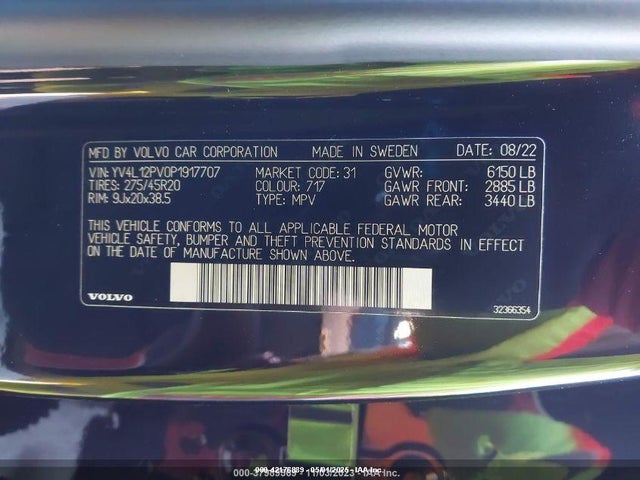 MFD BY VOLVO CAR CORPORATION MADE IN SWEDEN DATE: 08/22
VIN: YV4L12PV0P1917707 MARKET CODE: 31 GVWR: 6150 LB
TIRES: 275/45R20 COLOUR: 717 GAWR FRONT: 2885 LB
RIM: 9Jx20x38.5 TYPE: MPV GAWR REAR: 3440 LB
THIS VEHICLE CONFORMS TO ALL APPLICABLE FEDERAL MOTOR
VEHICLE SAFETY, BUMPER AND THEFT PREVENTION STANDARDS IN EFFECT
ON THE DATE OF MANUFACTURE SHOWN ABOVE.
VOLVO 32366354
IAA Inc.